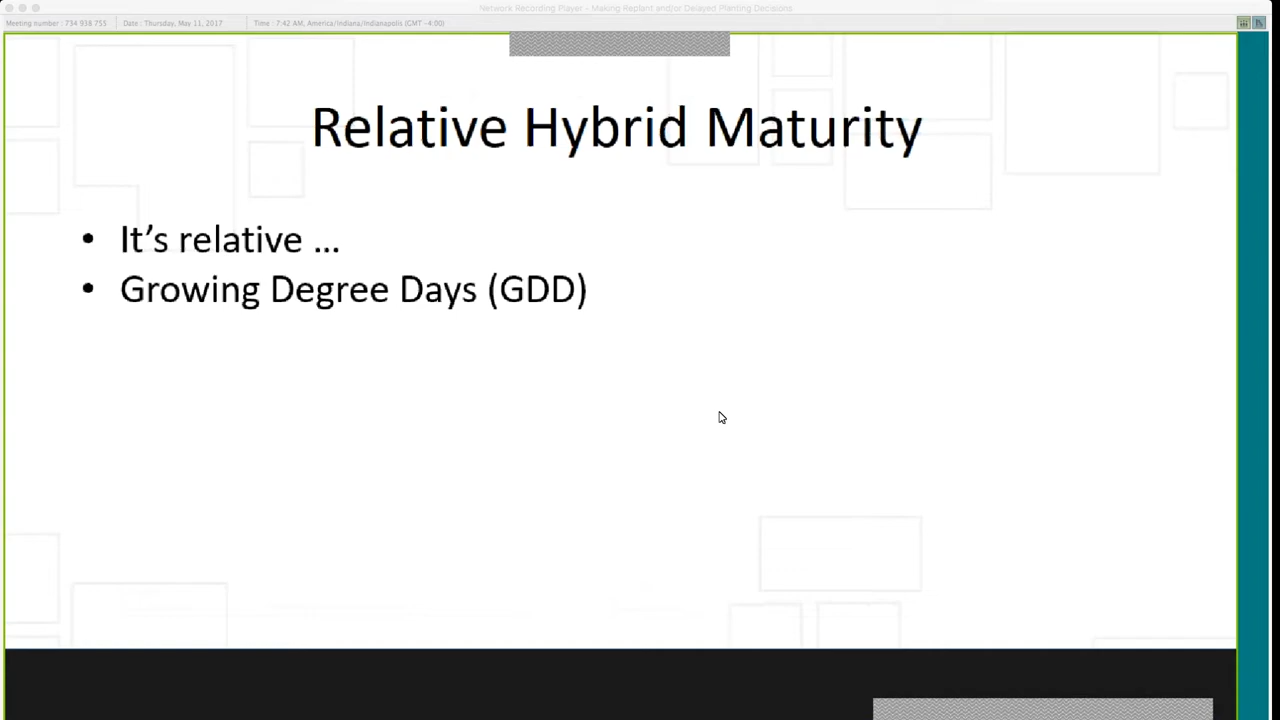 Network Recording Player - Making Replant and/or Delayed Planting Decisions
Meeting number : 734 938 755 Date : Thursday, May 11, 2017 Time : 7:42 AM, America/Indiana/Indianapolis (GMT -4:00)
Relative Hybrid Maturity
• It’s relative ...
• Growing Degree Days (GDD)